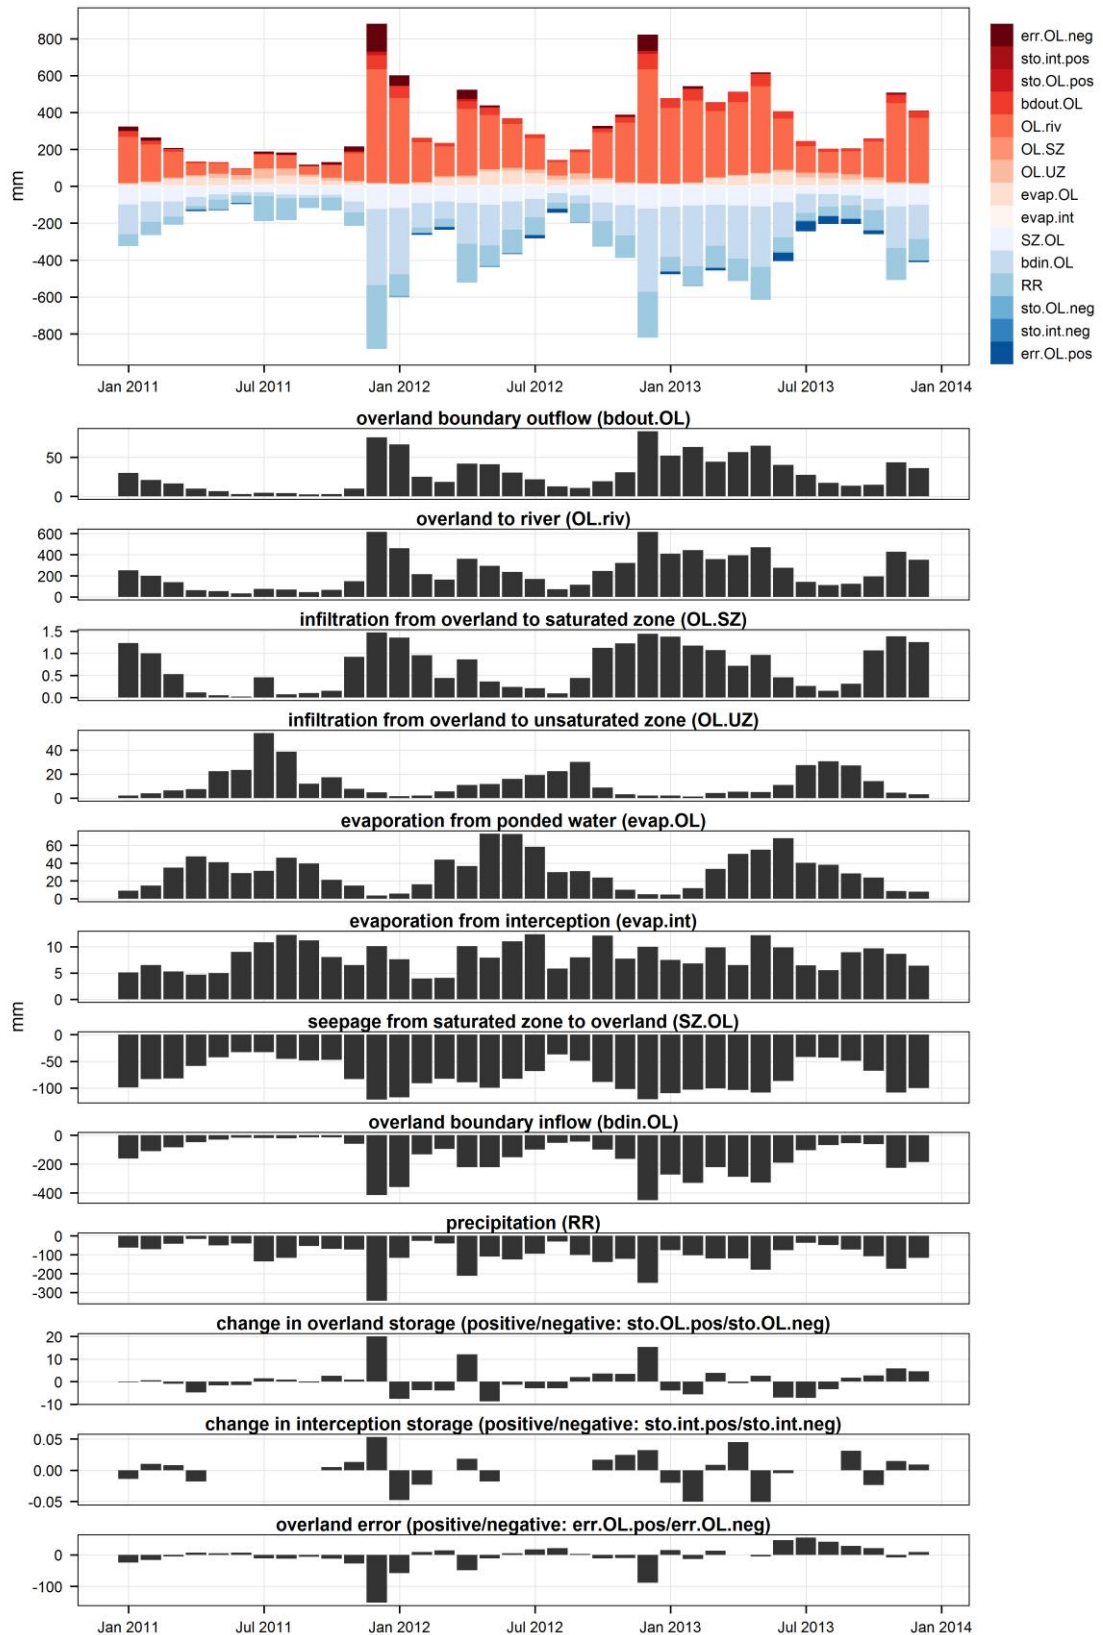 800
600
400
200
0
-200
-400
-600
-800
mm
Jan 2011
Jul 2011
Jan 2012
Jul 2012
Jan 2013
Jul 2013
Jan 2014
err.OL.neg
sto.int.pos
sto.OL.pos
bdout.OL
OL.riv
OL.SZ
OL.UZ
evap.OL
evap.int
SZ.OL
bdin.OL
RR
sto.OL.neg
sto.int.neg
err.OL.pos
overland boundary outflow (bdout.OL)
50
0
overland to river (OL.riv)
600
400
200
0
infiltration from overland to saturated zone (OL.SZ)
1.5
1.0
0.5
0.0
infiltration from overland to unsaturated zone (OL.UZ)
40
20
0
evaporation from ponded water (evap.OL)
60
40
20
0
evaporation from interception (evap.int)
10
5
0
mm
seepage from saturated zone to overland (SZ.OL)
0
-50
-100
overland boundary inflow (bdin.OL)
0
-200
-400
precipitation (RR)
0
-100
-200
-300
change in overland storage (positive/negative: sto.OL.pos/sto.OL.neg)
20
10
0
-10
change in interception storage (positive/negative: sto.int.pos/sto.int.neg)
0.05
0.00
-0.05
overland error (positive/negative: err.OL.pos/err.OL.neg)
0
-100
Jan 2011
Jul 2011
Jan 2012
Jul 2012
Jan 2013
Jul 2013
Jan 2014